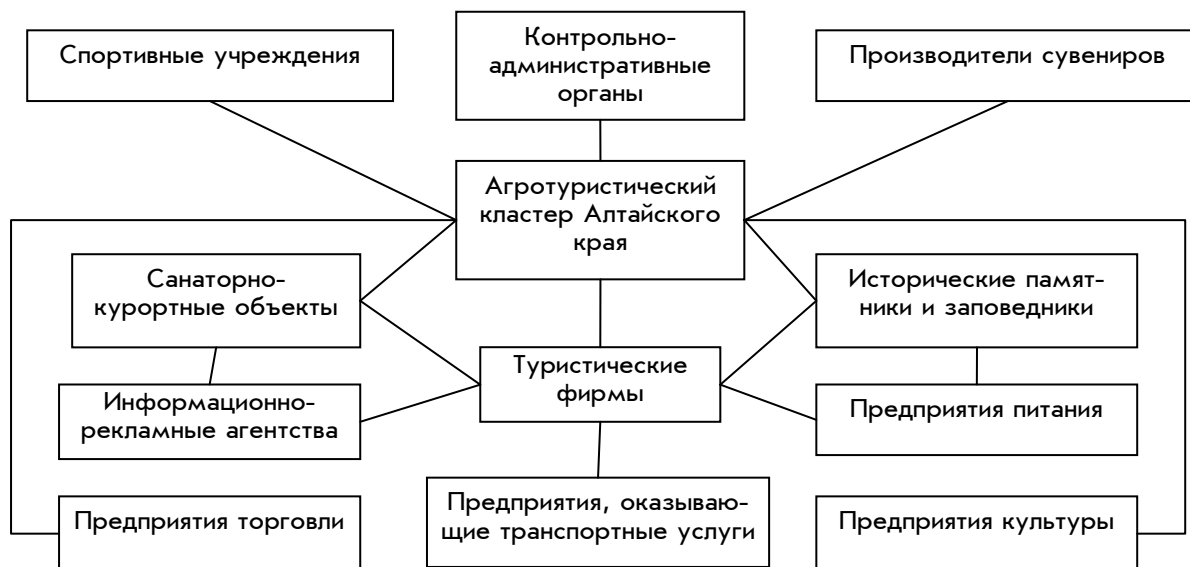 Спортивные учреждения
Контрольно-
административные
органы
Производители сувениров
Агротуристический
кластер Алтайского
края
Санаторно-
курортные объекты
Исторические памят-
ники и заповедники
Туристические
фирмы
Информационно-
рекламные агентства
Предприятия питания
Предприятия торговли
Предприятия, оказываю-
щие транспортные услуги
Предприятия культуры